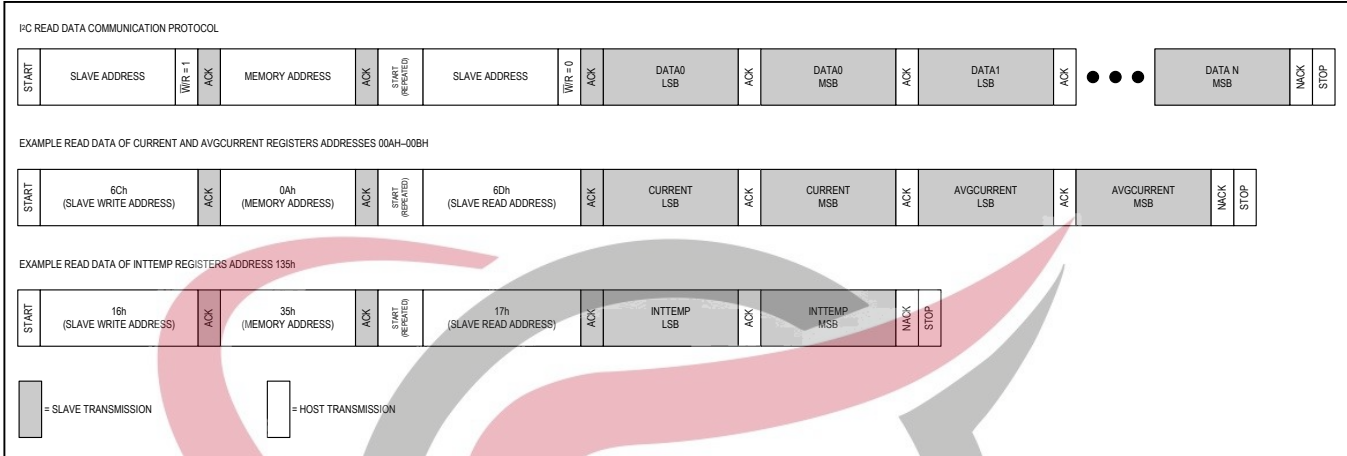 I²C READ DATA COMMUNICATION PROTOCOL
START
SLAVE ADDRESS
W̅/R = 1
ACK
MEMORY ADDRESS
ACK
START
(REPEATED)
SLAVE ADDRESS
W̅/R = 0
ACK
DATA0
LSB
ACK
DATA0
MSB
ACK
DATA1
LSB
ACK
DATA N
MSB
NACK
STOP
EXAMPLE READ DATA OF CURRENT AND AVGCURRENT REGISTERS ADDRESSES 00AH–00BH
START
6Ch
(SLAVE WRITE ADDRESS)
ACK
0Ah
(MEMORY ADDRESS)
ACK
START
(REPEATED)
6Dh
(SLAVE READ ADDRESS)
ACK
CURRENT
LSB
ACK
CURRENT
MSB
ACK
AVGCURRENT
LSB
ACK
AVGCURRENT
MSB
NACK
STOP
EXAMPLE READ DATA OF INTTEMP REGISTERS ADDRESS 135h
START
16h
(SLAVE WRITE ADDRESS)
ACK
35h
(MEMORY ADDRESS)
ACK
START
(REPEATED)
17h
(SLAVE READ ADDRESS)
ACK
INTTEMP
LSB
ACK
INTTEMP
MSB
NACK
STOP
= SLAVE TRANSMISSION
= HOST TRANSMISSION